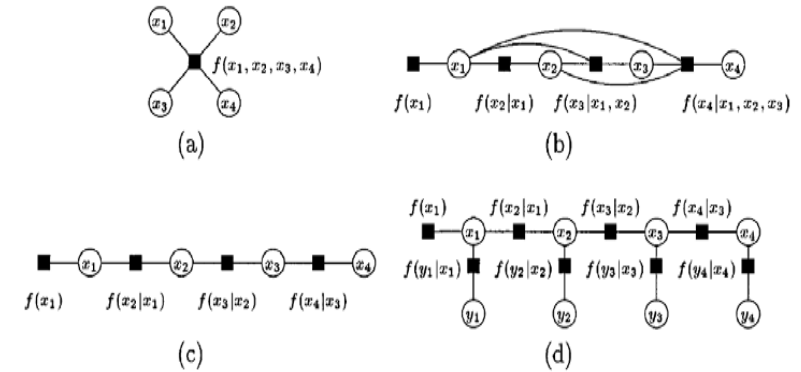 x₁ x₂
f(x₁, x₂, x₃, x₄)
x₃ x₄
(a)
x₁ x₂ x₃ x₄
f(x₁) f(x₂|x₁) f(x₃|x₁, x₂) f(x₄|x₁, x₂, x₃)
(b)
x₁ x₂ x₃ x₄
f(x₁) f(x₂|x₁) f(x₃|x₂) f(x₄|x₃)
(c)
f(x₁) f(x₂|x₁) f(x₃|x₂) f(x₄|x₃)
x₁ x₂ x₃ x₄
f(y₁|x₁) f(y₂|x₂) f(y₃|x₃) f(y₄|x₄)
y₁ y₂ y₃ y₄
(d)